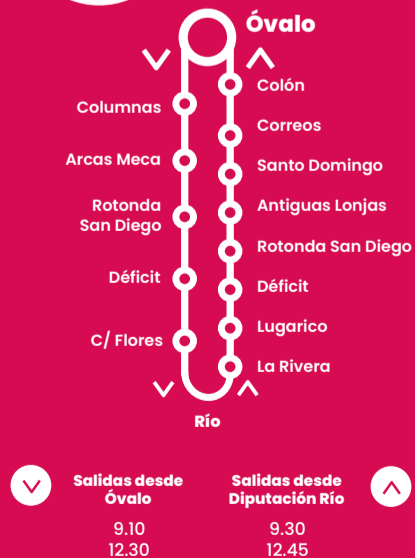 Óvalo
Columnas
Arcas Meca
Rotonda
San Diego
Déficit
C/ Flores
Colón
Correos
Santo Domingo
Antiguas Lonjas
Rotonda San Diego
Déficit
Lugarico
La Rivera
Río
Salidas desde
Óvalo
9.10
12.30
Salidas desde
Diputación Río
9.30
12.45